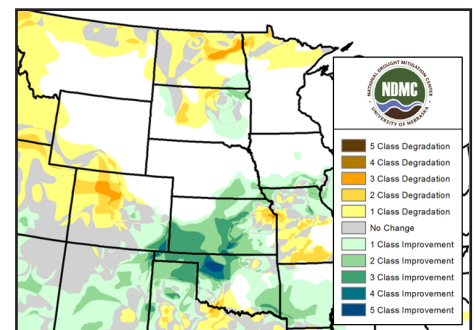 NATIONAL DROUGHT MITIGATION CENTER
NDMC
UNIVERSITY OF NEBRASKA
5 Class Degradation
4 Class Degradation
3 Class Degradation
2 Class Degradation
1 Class Degradation
No Change
1 Class Improvement
2 Class Improvement
3 Class Improvement
4 Class Improvement
5 Class Improvement